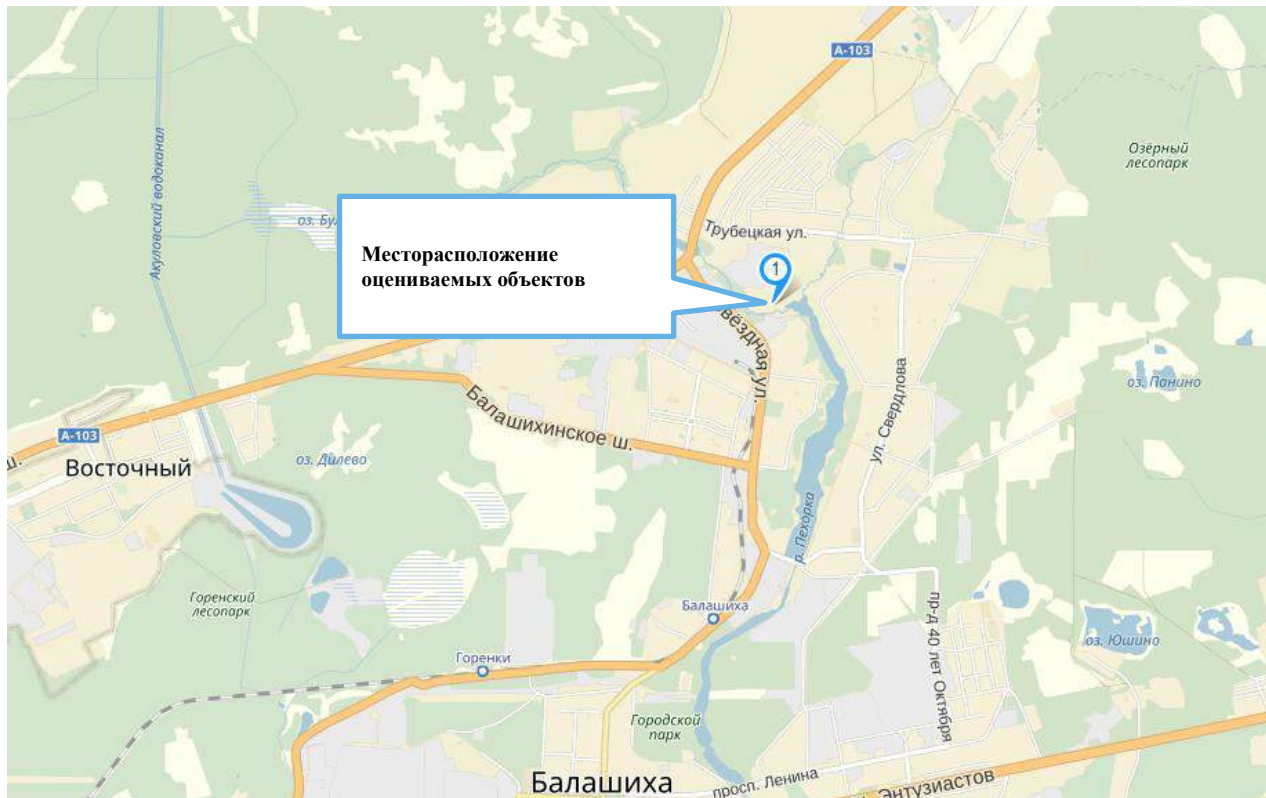 А-103
Озёрный
лесопарк
Акуловский водоканал
оз. Бу
Трубецкая ул.
Месторасположение
оцениваемых объектов
1
вёздная ул.
оз. Панино
ул. Свердлова
Балашихинское ш.
А-103
ш.
Восточный
оз. Дилево
р. Пехорка
Горенский
лесопарк
Балашиха
пр-д 40 лет Октября
оз. Юшино
Горенки
Городской
парк
Балашиха
просп. Ленина
Энтузиастов